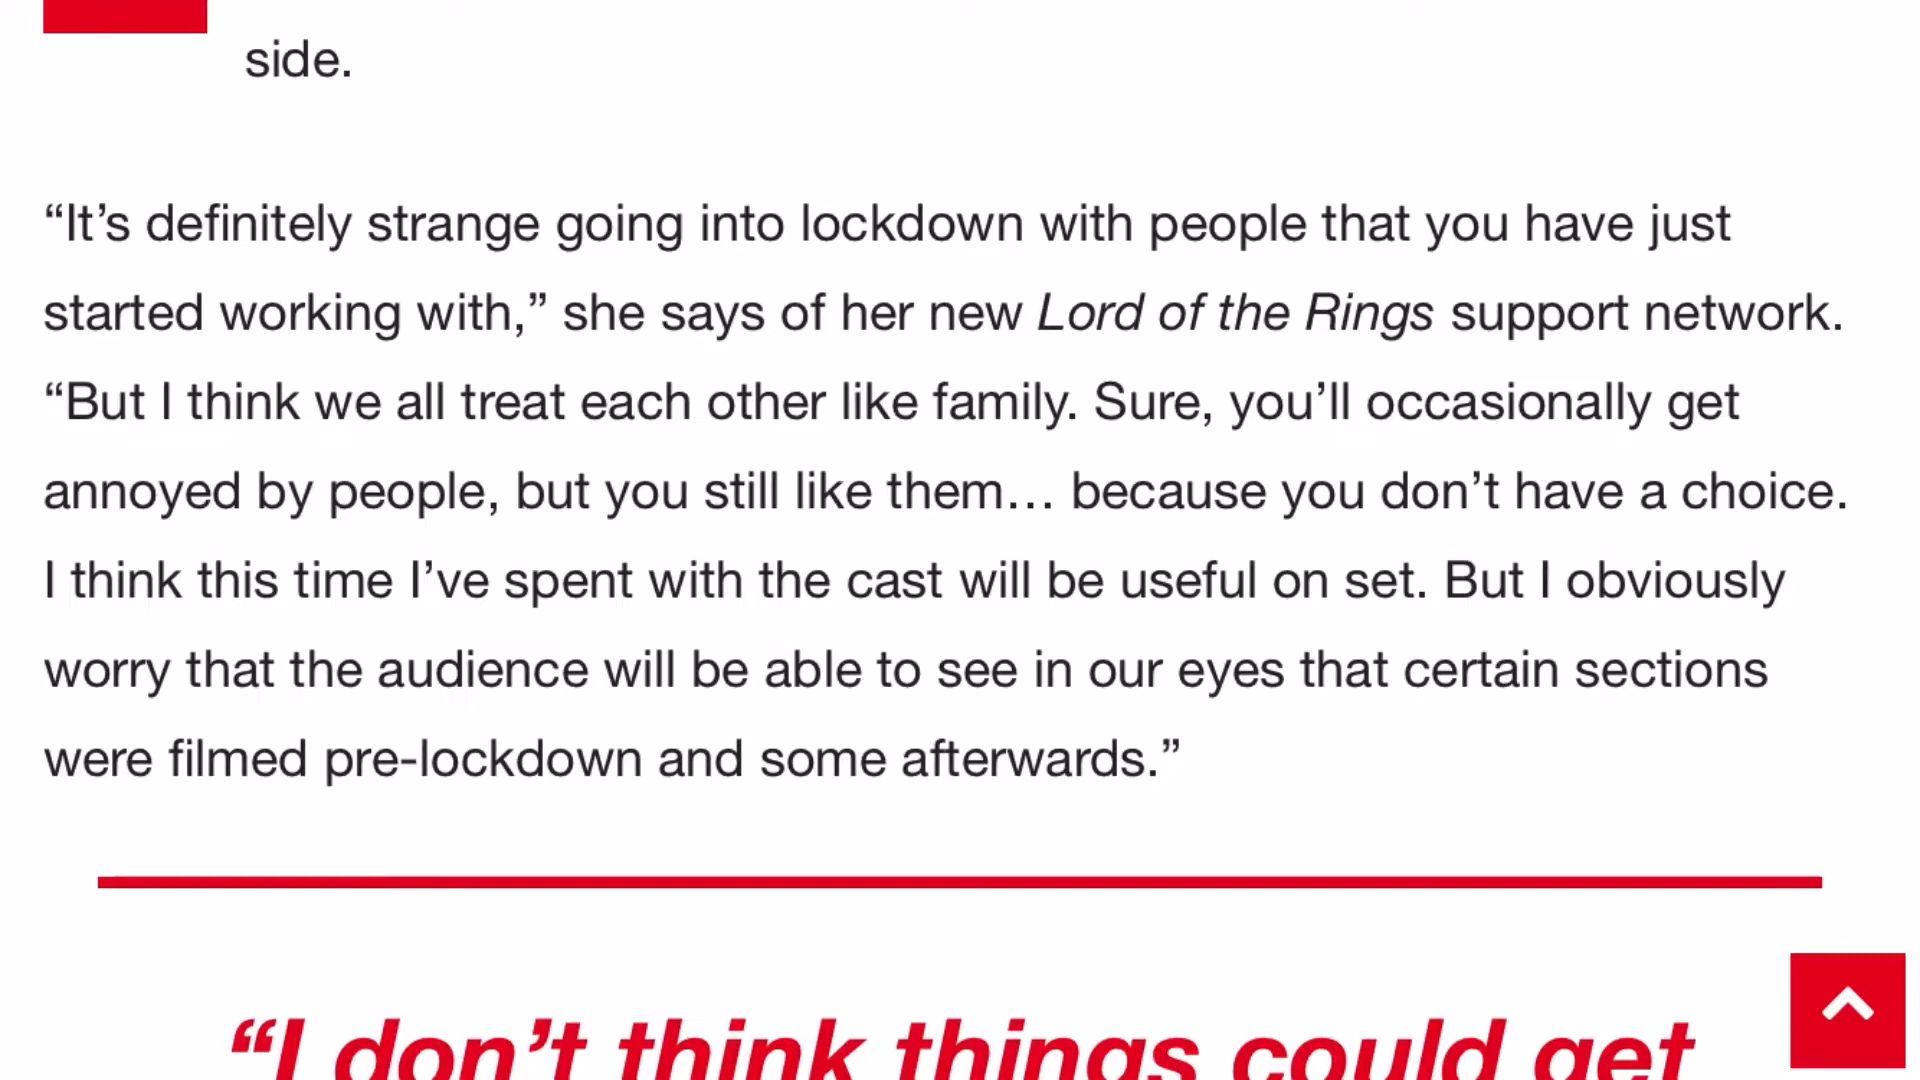 side.
“It’s definitely strange going into lockdown with people that you have just
started working with,” she says of her new Lord of the Rings support network.
“But I think we all treat each other like family. Sure, you’ll occasionally get
annoyed by people, but you still like them… because you don’t have a choice.
I think this time I’ve spent with the cast will be useful on set. But I obviously
worry that the audience will be able to see in our eyes that certain sections
were filmed pre-lockdown and some afterwards.”
“I don’t think things could get